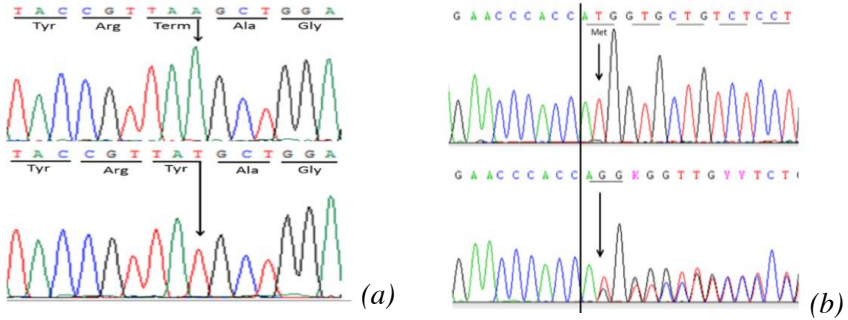 T A C C G T T A A G C T G G A
Tyr Arg Term Ala Gly
T A C C G T T A T G C T G G A
Tyr Arg Tyr Ala Gly
(a)
G A A C C C A C C A T G G T G C T G T C T C C T
Met
G A A C C C A C C A G G K G G T T G Y Y T C T
(b)